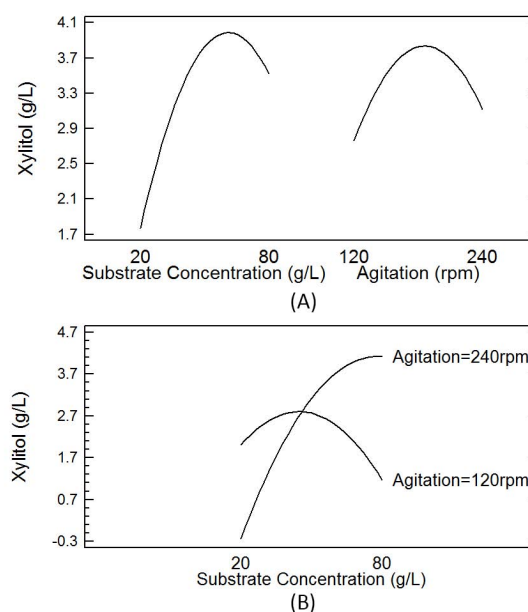 4.1
3.7
3.3
2.9
2.5
2.1
1.7
Xylitol (g/L)
20 80 120 240
Substrate Concentration (g/L) Agitation (rpm)
(A)
4.7
3.7
2.7
1.7
0.7
-0.3
Xylitol (g/L)
Agitation=240rpm
Agitation=120rpm
20 80
Substrate Concentration (g/L)
(B)